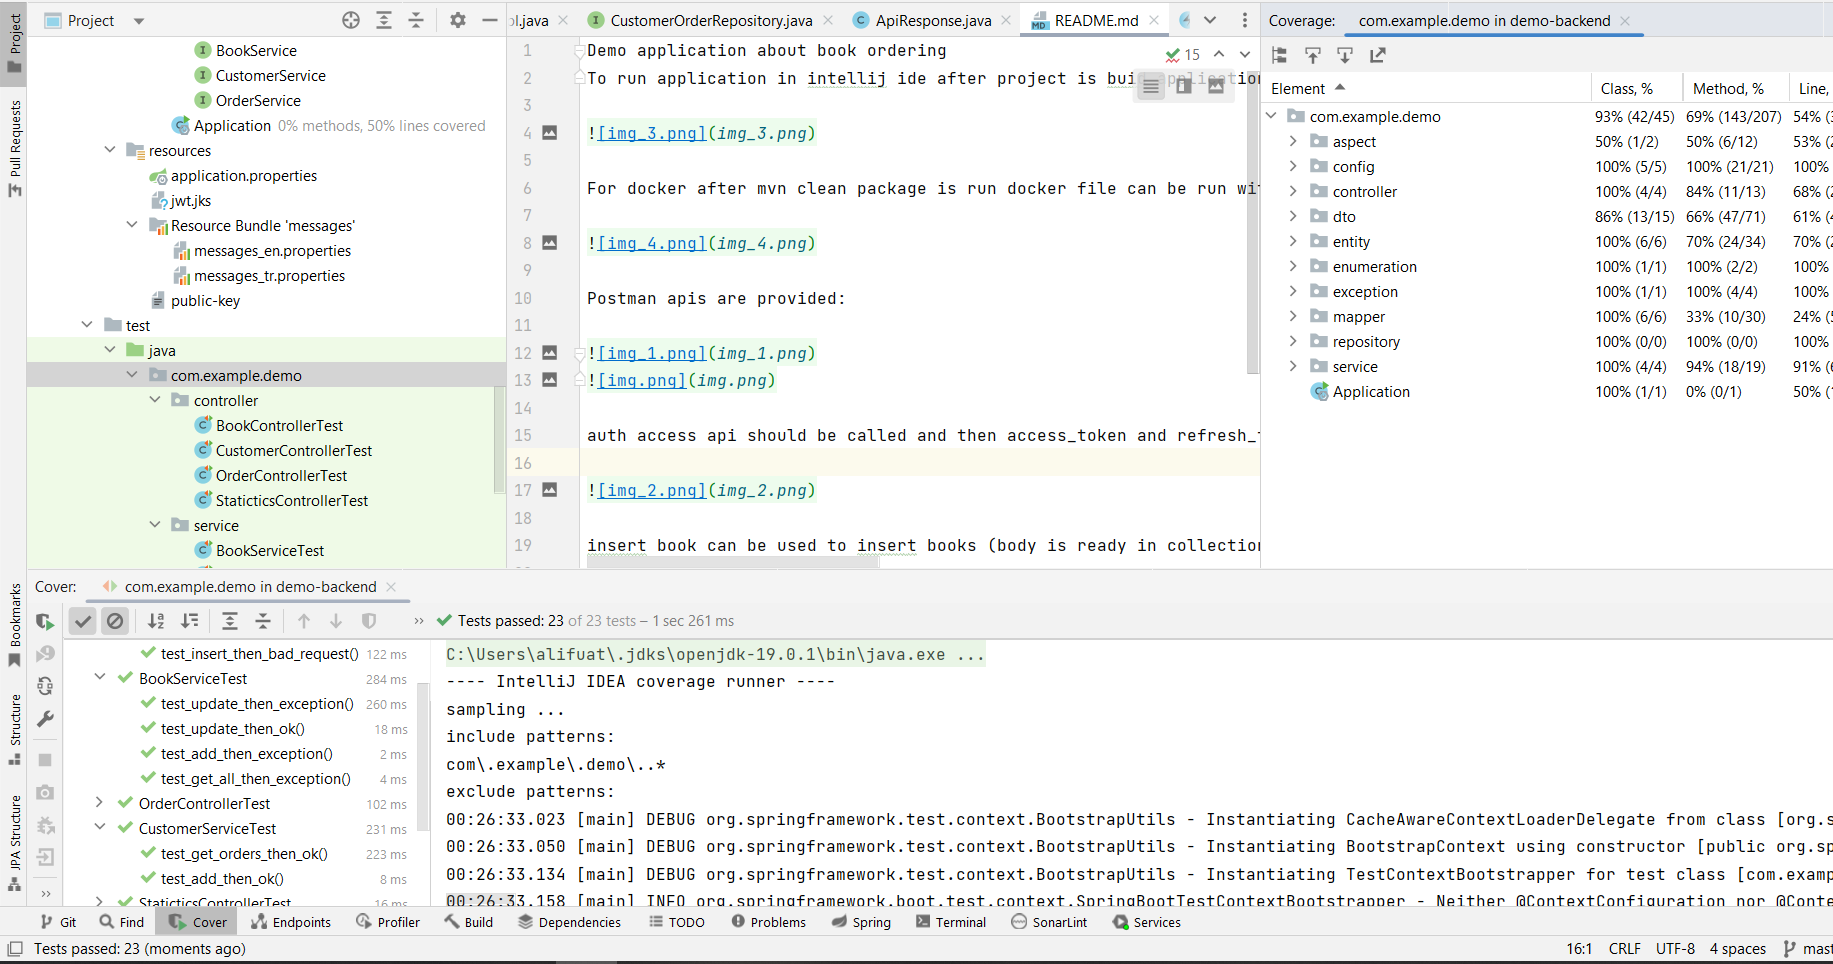 Project
ol.java
CustomerOrderRepository.java
ApiResponse.java
README.md
Coverage: com.example.demo in demo-backend
Project
Pull Requests
BookService
CustomerService
OrderService
Application 0% methods, 50% lines covered
resources
application.properties
jwt.jks
Resource Bundle 'messages'
messages_en.properties
messages_tr.properties
public-key
test
java
com.example.demo
controller
BookControllerTest
CustomerControllerTest
OrderControllerTest
StaticticsControllerTest
service
BookServiceTest
15
1 Demo application about book ordering
2 To run application in intellij ide after project is buid application
3
4 ![img_3.png](img_3.png)
5
6 For docker after mvn clean package is run docker file can be run wi
7
8 ![img_4.png](img_4.png)
9
10 Postman apis are provided:
11
12 ![img_1.png](img_1.png)
13 ![img.png](img.png)
14
15 auth access api should be called and then access_token and refresh_
16
17 ![img_2.png](img_2.png)
18
19 insert book can be used to insert books (body is ready in collection
Element Class, % Method, % Line,
com.example.demo 93% (42/45) 69% (143/207) 54% (
aspect 50% (1/2) 50% (6/12) 53% (
config 100% (5/5) 100% (21/21) 100%
controller 100% (4/4) 84% (11/13) 68% (
dto 86% (13/15) 66% (47/71) 61% (
entity 100% (6/6) 70% (24/34) 70% (
enumeration 100% (1/1) 100% (2/2) 100%
exception 100% (1/1) 100% (4/4) 100%
mapper 100% (6/6) 33% (10/30) 24% (
repository 100% (0/0) 100% (0/0) 100%
service 100% (4/4) 94% (18/19) 91% (
Application 100% (1/1) 0% (0/1) 50% (
Bookmarks
Structure
JPA Structure
Cover: com.example.demo in demo-backend
Tests passed: 23 of 23 tests – 1 sec 261 ms
test_insert_then_bad_request() 122 ms
BookServiceTest 284 ms
test_update_then_exception() 260 ms
test_update_then_ok() 18 ms
test_add_then_exception() 2 ms
test_get_all_then_exception() 4 ms
OrderControllerTest 102 ms
CustomerServiceTest 231 ms
test_get_orders_then_ok() 223 ms
test_add_then_ok() 8 ms
StaticticsControllerTest 16 ms
C:\Users\alifuat\.jdks\openjdk-19.0.1\bin\java.exe ...
---- IntelliJ IDEA coverage runner ----
sampling ...
include patterns:
com\.example\.demo\..*
exclude patterns:
00:26:33.023 [main] DEBUG org.springframework.test.context.BootstrapUtils - Instantiating CacheAwareContextLoaderDelegate from class [org.s
00:26:33.050 [main] DEBUG org.springframework.test.context.BootstrapUtils - Instantiating BootstrapContext using constructor [public org.sp
00:26:33.134 [main] DEBUG org.springframework.test.context.BootstrapUtils - Instantiating TestContextBootstrapper for test class [com.examp
00:26:33.158 [main] INFO org.springframework.boot.test.context.SpringBootTestContextBootstrapper - Neither @ContextConfiguration nor @Conte
Git Find Cover Endpoints Profiler Build Dependencies TODO Problems Spring Terminal SonarLint Services
Tests passed: 23 (moments ago) 16:1 CRLF UTF-8 4 spaces mast